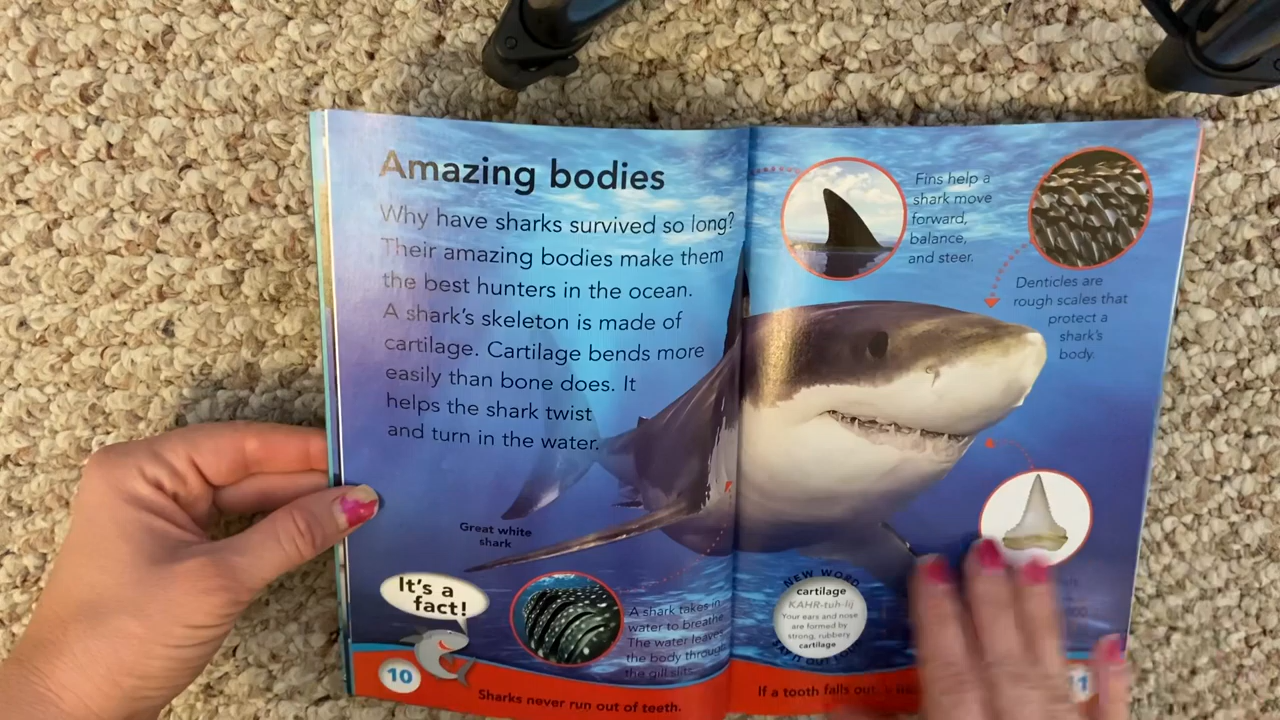 Amazing bodies
Why have sharks survived so long?
Their amazing bodies make them
the best hunters in the ocean.
A shark's skeleton is made of
cartilage. Cartilage bends more
easily than bone does. It
helps the shark twist
and turn in the water.
Great white
shark
It's a
fact!
A shark takes in
water to breathe.
The water leaves
the body through
the gill slits.
10
Sharks never run out of teeth.
Fins help a
shark move
forward,
balance,
and steer.
Denticles are
rough scales that
protect a
shark's
body.
NEW WORD
cartilage
KAHR-tuh-lij
Your ears and nose
are formed by
strong, rubbery
cartilage
SAY IT OUT LOUD
If a tooth falls out,
11